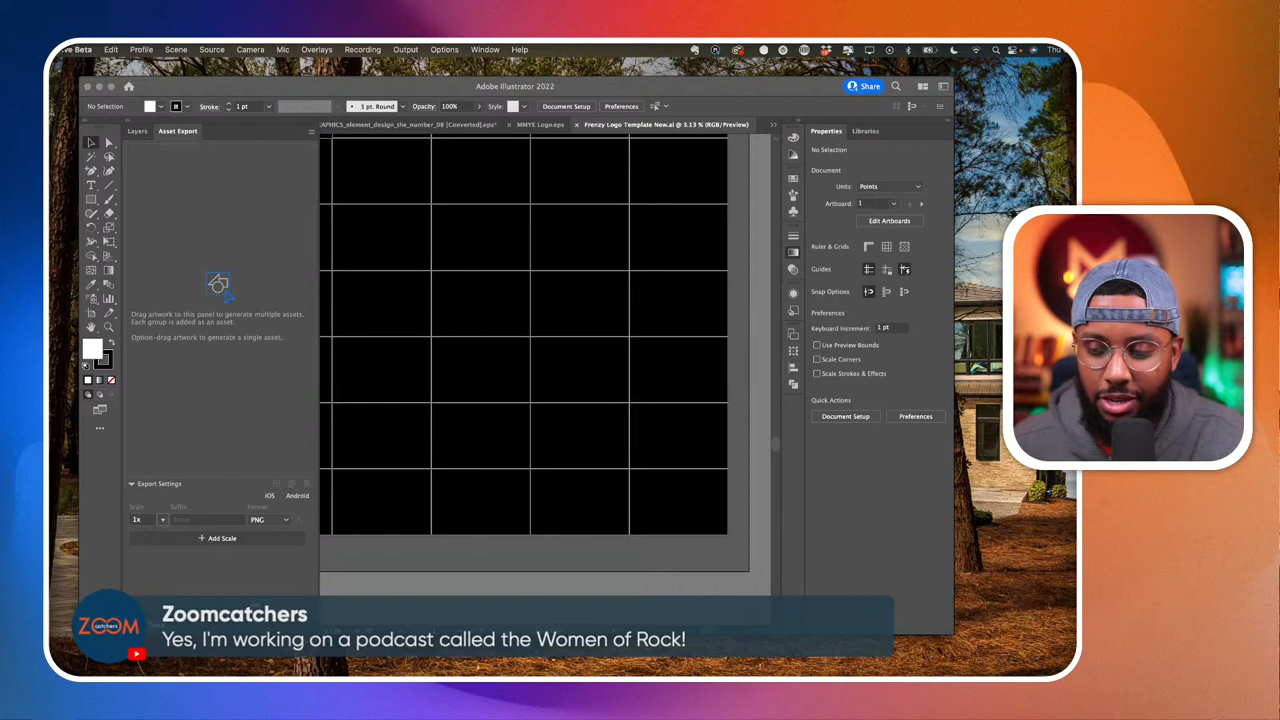 ve Beta Edit Profile Scene Source Camera Mic Overlays Recording Output Options Window Help Thu
Adobe Illustrator 2022
Share
No Selection Stroke: 1 pt 3 pt. Round Opacity: 100% Style: Document Setup Preferences
GRAPHICS_element_design_the_number_08 [Converted].eps* × MMYE Logo.eps × Frenzy Logo Template New.ai @ 3.13 % (RGB/Preview)
Layers Asset Export
Properties Libraries
No Selection
Document
Units: Points
Artboard: 1
Edit Artboards
Ruler & Grids
Guides
Snap Options
Preferences
Keyboard Increment: 1 pt
Use Preview Bounds
Scale Corners
Scale Strokes & Effects
Quick Actions
Document Setup Preferences
Drag artwork to this panel to generate multiple assets.
Each group is added as an asset.
Option-drag artwork to generate a single asset.
Export Settings
iOS Android
Scale Suffix Format
1x None PNG
+ Add Scale
ZOOM
catchers
Zoomcatchers
Yes, I'm working on a podcast called the Women of Rock!